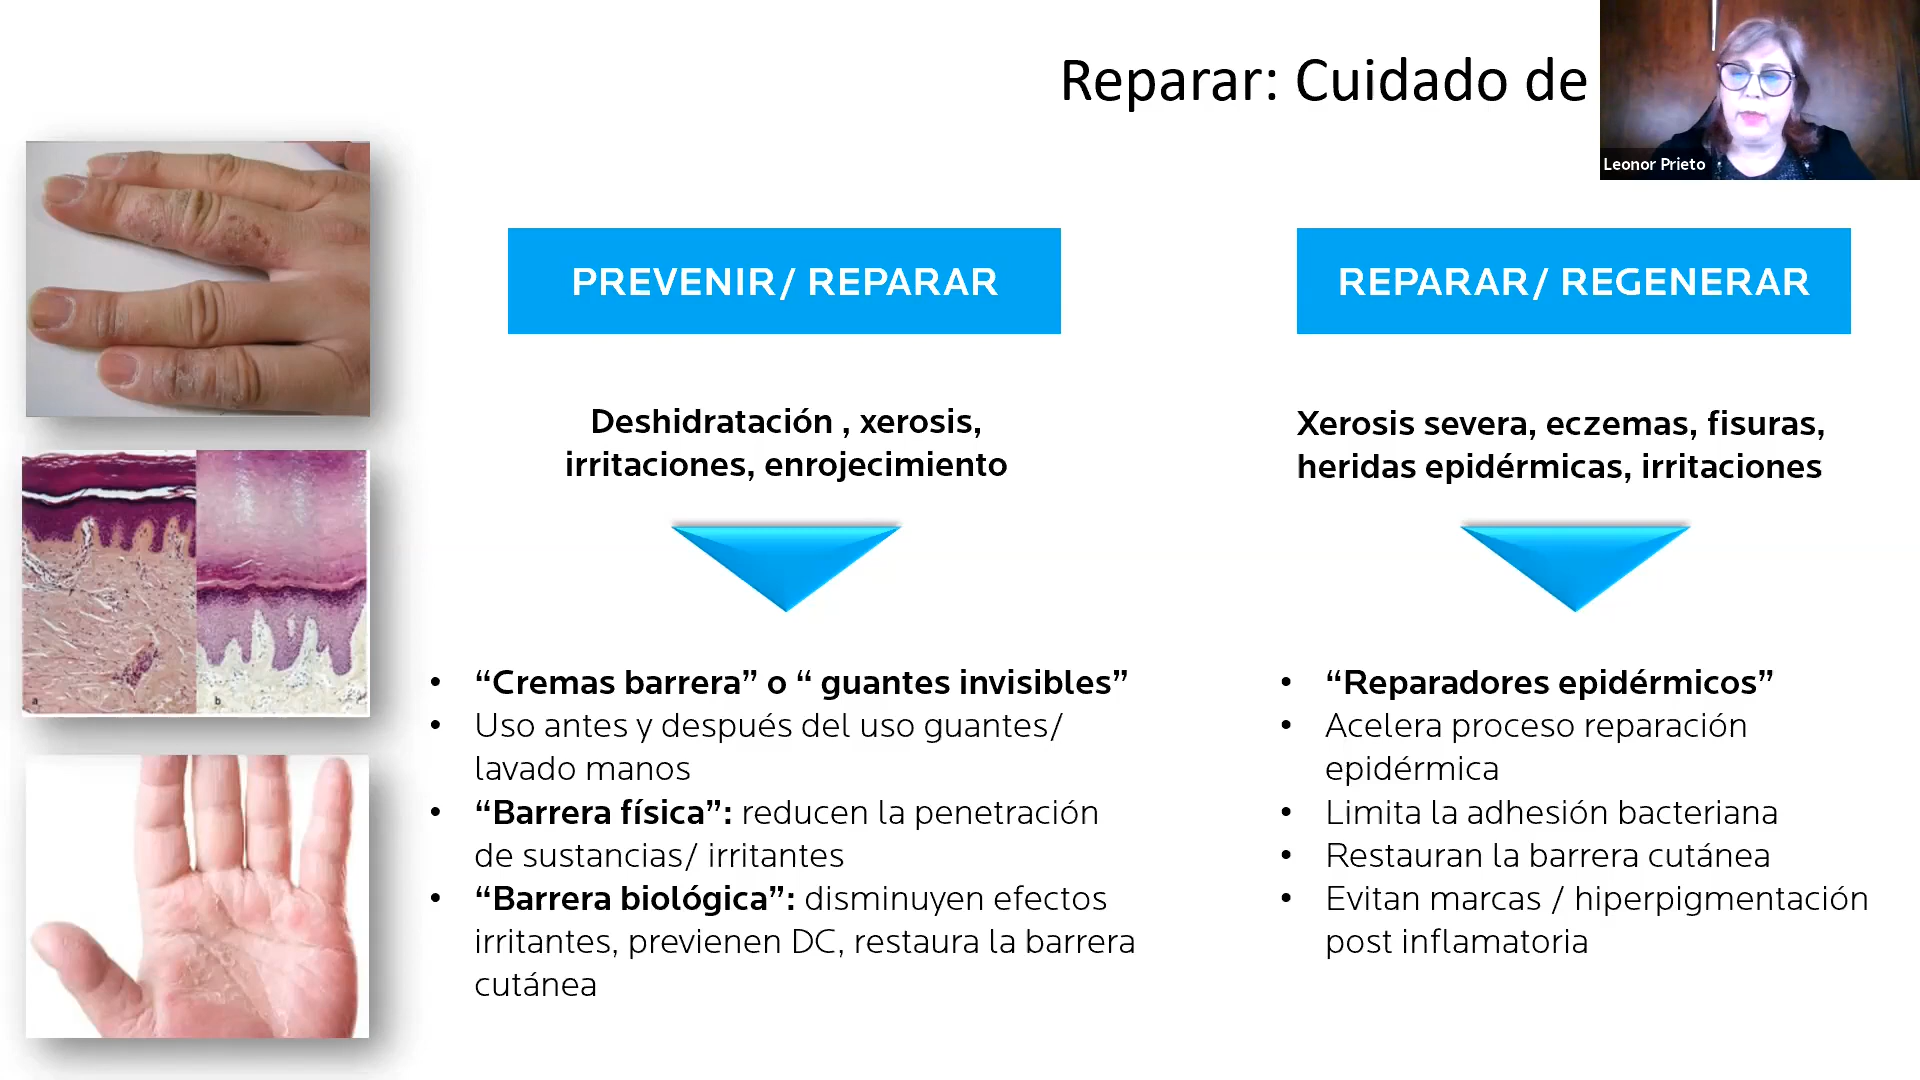 Reparar: Cuidado de
Leonor Prieto
PREVENIR/ REPARAR
Deshidratación , xerosis,
irritaciones, enrojecimiento
• “Cremas barrera” o “ guantes invisibles”
• Uso antes y después del uso guantes/
lavado manos
• “Barrera física”: reducen la penetración
de sustancias/ irritantes
• “Barrera biológica”: disminuyen efectos
irritantes, previenen DC, restaura la barrera
cutánea
REPARAR/ REGENERAR
Xerosis severa, eczemas, fisuras,
heridas epidérmicas, irritaciones
• “Reparadores epidérmicos”
• Acelera proceso reparación
epidérmica
• Limita la adhesión bacteriana
• Restauran la barrera cutánea
• Evitan marcas / hiperpigmentación
post inflamatoria
a
b